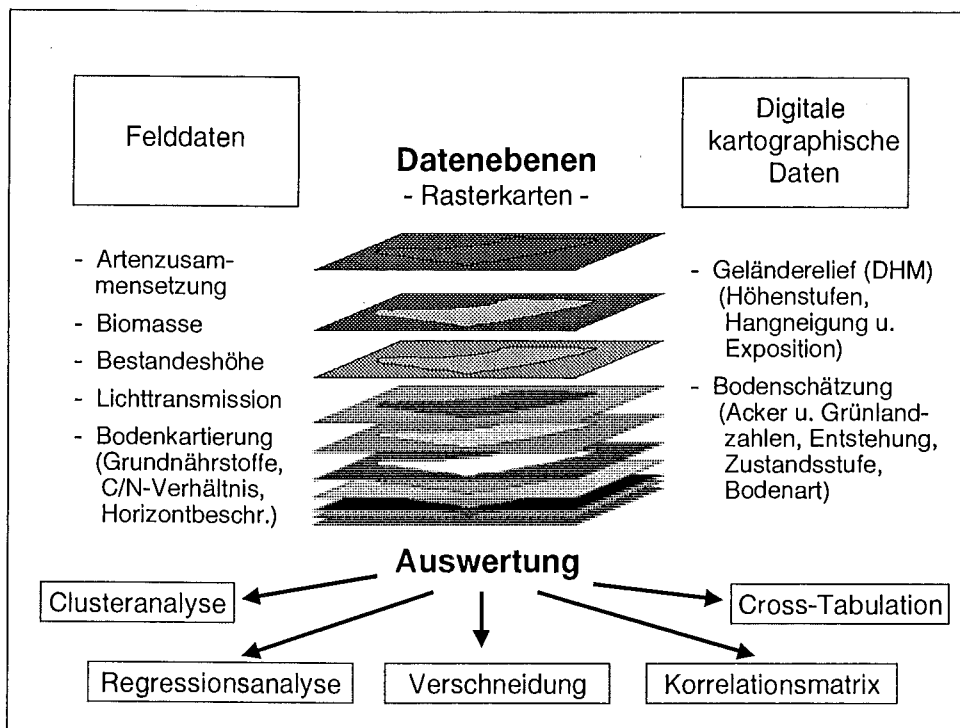 Felddaten
Digitale
kartographische
Daten
Datenebenen
- Rasterkarten -
- Artenzusam-
mensetzung
- Biomasse
- Bestandeshöhe
- Lichttransmission
- Bodenkartierung
(Grundnährstoffe,
C/N-Verhältnis,
Horizontbeschr.)
- Geländerelief (DHM)
(Höhenstufen,
Hangneigung u.
Exposition)
- Bodenschätzung
(Acker u. Grünland-
zahlen, Entstehung,
Zustandsstufe,
Bodenart)
Auswertung
Clusteranalyse
Cross-Tabulation
Regressionsanalyse
Verschneidung
Korrelationsmatrix